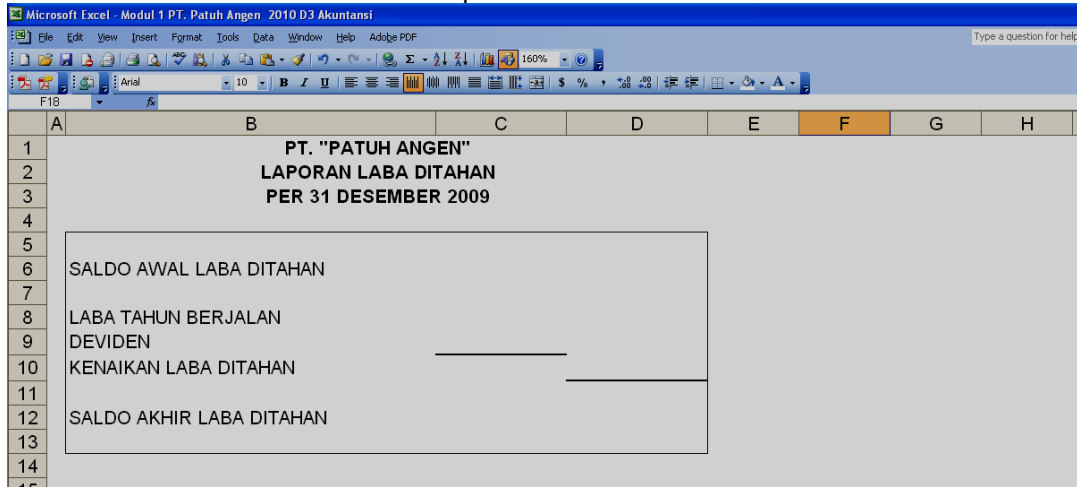 Microsoft Excel - Modul 1 PT. Patuh Angen 2010 D3 Akuntansi
File Edit View Insert Format Tools Data Window Help Adobe PDF
Type a question for help
160%
Arial 10 B I U $ % , A
F18 fx
A B C D E F G H
1 PT. "PATUH ANGEN"
2 LAPORAN LABA DITAHAN
3 PER 31 DESEMBER 2009
4
5
6 SALDO AWAL LABA DITAHAN
7
8 LABA TAHUN BERJALAN
9 DEVIDEN
10 KENAIKAN LABA DITAHAN
11
12 SALDO AKHIR LABA DITAHAN
13
14